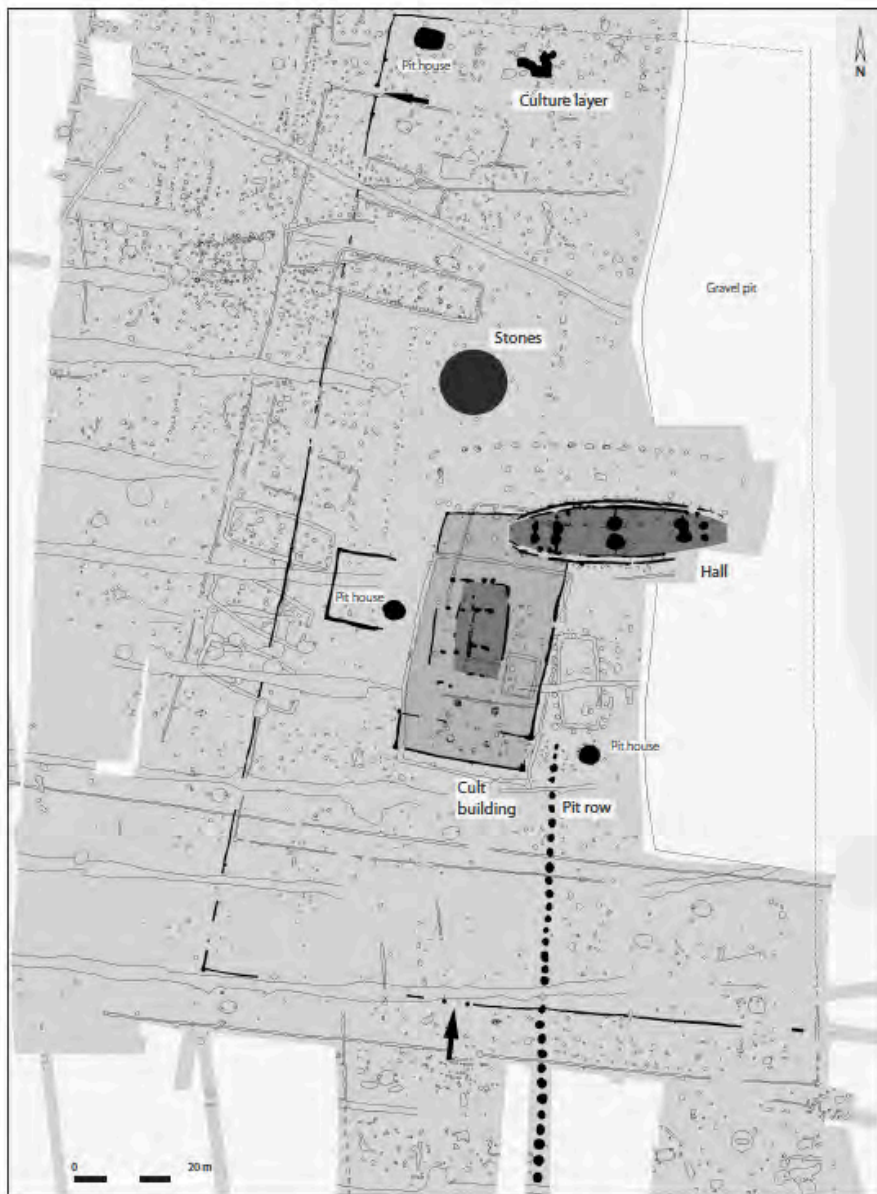 N
Pit house
Culture layer
Gravel pit
Stones
Hall
Pit house
Pit house
Cult
building
Pit row
0
20 m